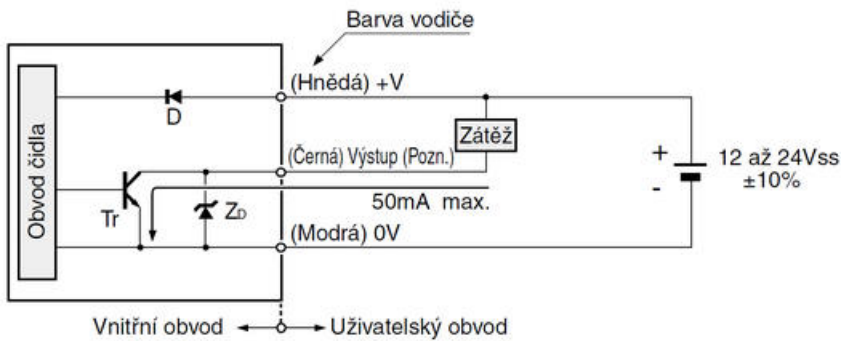 Barva vodiče
(Hnědá) +V
D
Zátěž
(Černá) Výstup (Pozn.)
Obvod čidla
+
12 až 24Vss
-
±10%
Tr
ZD
50mA max.
(Modrá) 0V
Vnitřní obvod
Uživatelský obvod